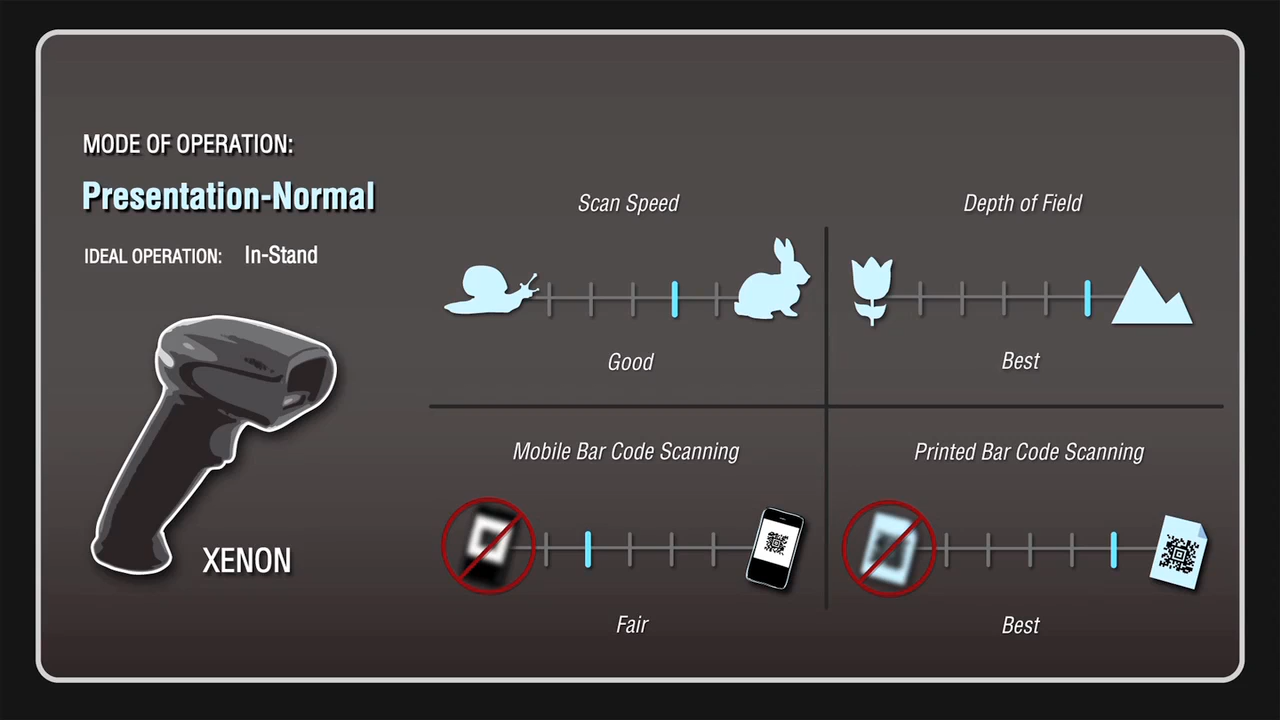 MODE OF OPERATION:
Presentation-Normal
IDEAL OPERATION: In-Stand
XENON
Scan Speed
Good
Depth of Field
Best
Mobile Bar Code Scanning
Fair
Printed Bar Code Scanning
Best